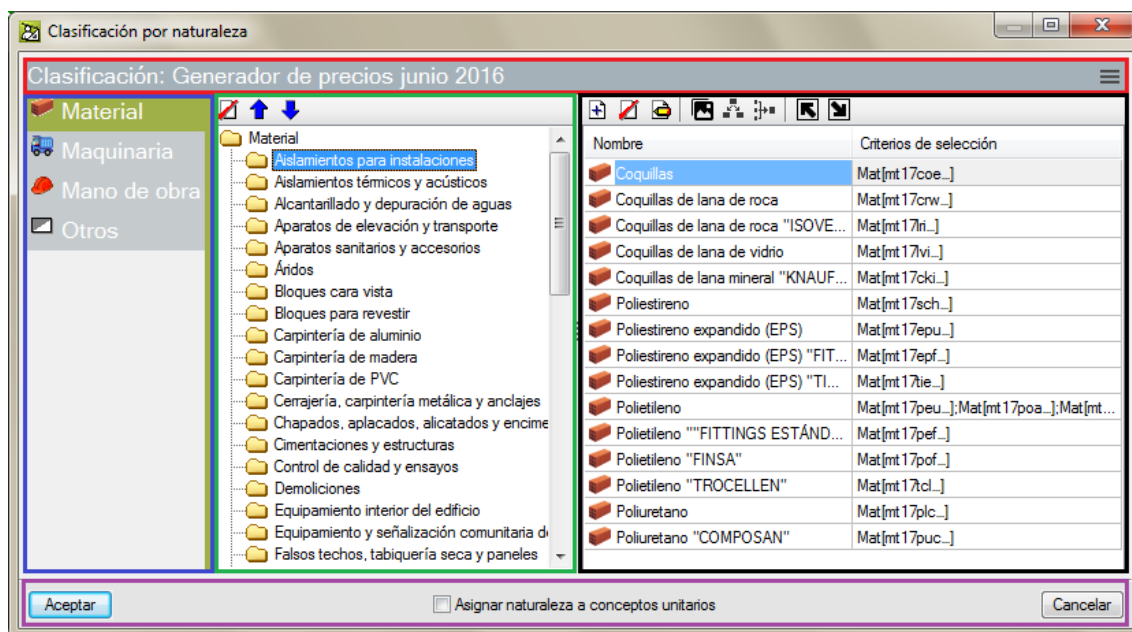 Clasificación por naturaleza
Clasificación: Generador de precios junio 2016
Material
Maquinaria
Mano de obra
Otros
Material
Aislamientos para instalaciones
Aislamientos térmicos y acústicos
Alcantarillado y depuración de aguas
Aparatos de elevación y transporte
Aparatos sanitarios y accesorios
Áridos
Bloques cara vista
Bloques para revestir
Carpintería de aluminio
Carpintería de madera
Carpintería de PVC
Cerrajería, carpintería metálica y anclajes
Chapados, aplacados, alicatados y encime
Cimentaciones y estructuras
Control de calidad y ensayos
Demoliciones
Equipamiento interior del edificio
Equipamiento y señalización comunitaria d
Falsos techos, tabiquería seca y paneles
Nombre Criterios de selección
Coquillas Mat[mt17coe...]
Coquillas de lana de roca Mat[mt17crw...]
Coquillas de lana de roca "ISOVE... Mat[mt17lri...]
Coquillas de lana de vidrio Mat[mt17lvi...]
Coquillas de lana mineral "KNAUF... Mat[mt17cki...]
Poliestireno Mat[mt17sch...]
Poliestireno expandido (EPS) Mat[mt17epu...]
Poliestireno expandido (EPS) "FIT... Mat[mt17epf...]
Poliestireno expandido (EPS) "TI... Mat[mt17tie...]
Polietileno Mat[mt17peu...];Mat[mt17poa...];Mat[mt...
Polietileno ""FITTINGS ESTÁND... Mat[mt17pef...]
Polietileno "FINSA" Mat[mt17pof...]
Polietileno "TROCELLEN" Mat[mt17tcl...]
Poliuretano Mat[mt17plc...]
Poliuretano "COMPOSAN" Mat[mt17puc...]
Aceptar Asignar naturaleza a conceptos unitarios Cancelar